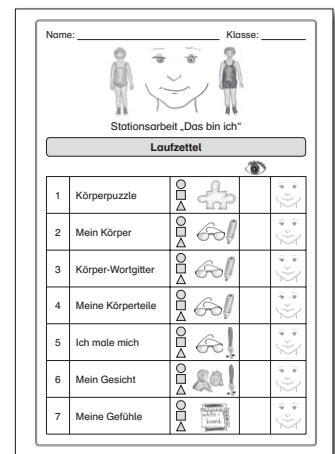 Name: Klasse:
Stationsarbeit „Das bin ich“
Laufzettel
1 Körperpuzzle
2 Mein Körper
3 Körper-Wortgitter
4 Meine Körperteile
5 Ich male mich
6 Mein Gesicht
7 Meine Gefühle